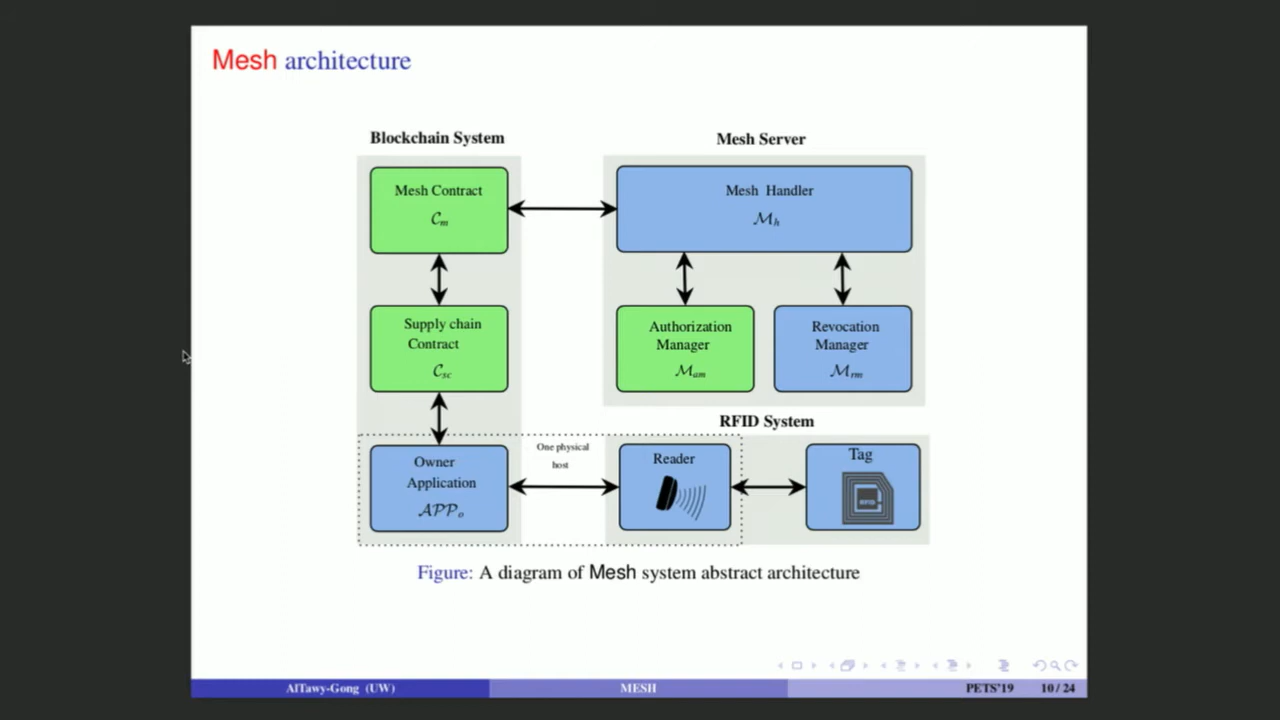 Mesh architecture
Blockchain System
Mesh Server
Mesh Contract
𝒞m
Mesh Handler
ℳh
Supply chain
Contract
𝒞sc
Authorization
Manager
ℳam
Revocation
Manager
ℳrm
RFID System
Owner
Application
𝒜𝒫𝒫o
One physical
host
Reader
Tag
RFID
Figure: A diagram of Mesh system abstract architecture
AlTawy-Gong (UW)
MESH
PETS'19
10 / 24